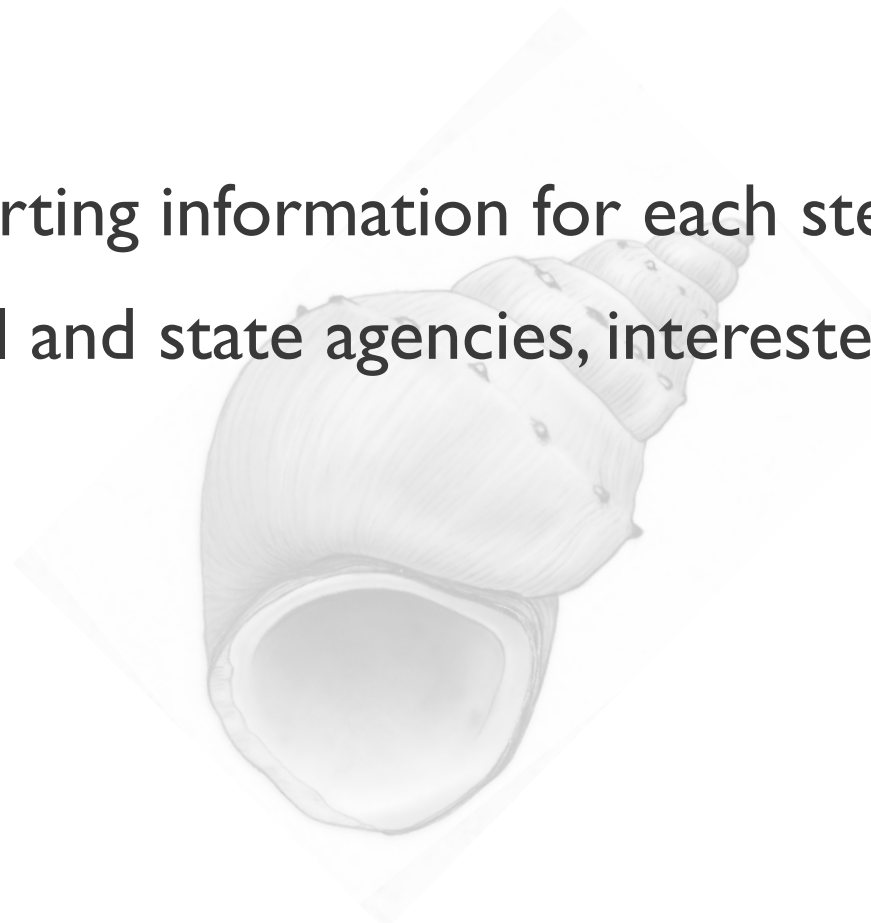 rting information for each ste
l and state agencies, intereste